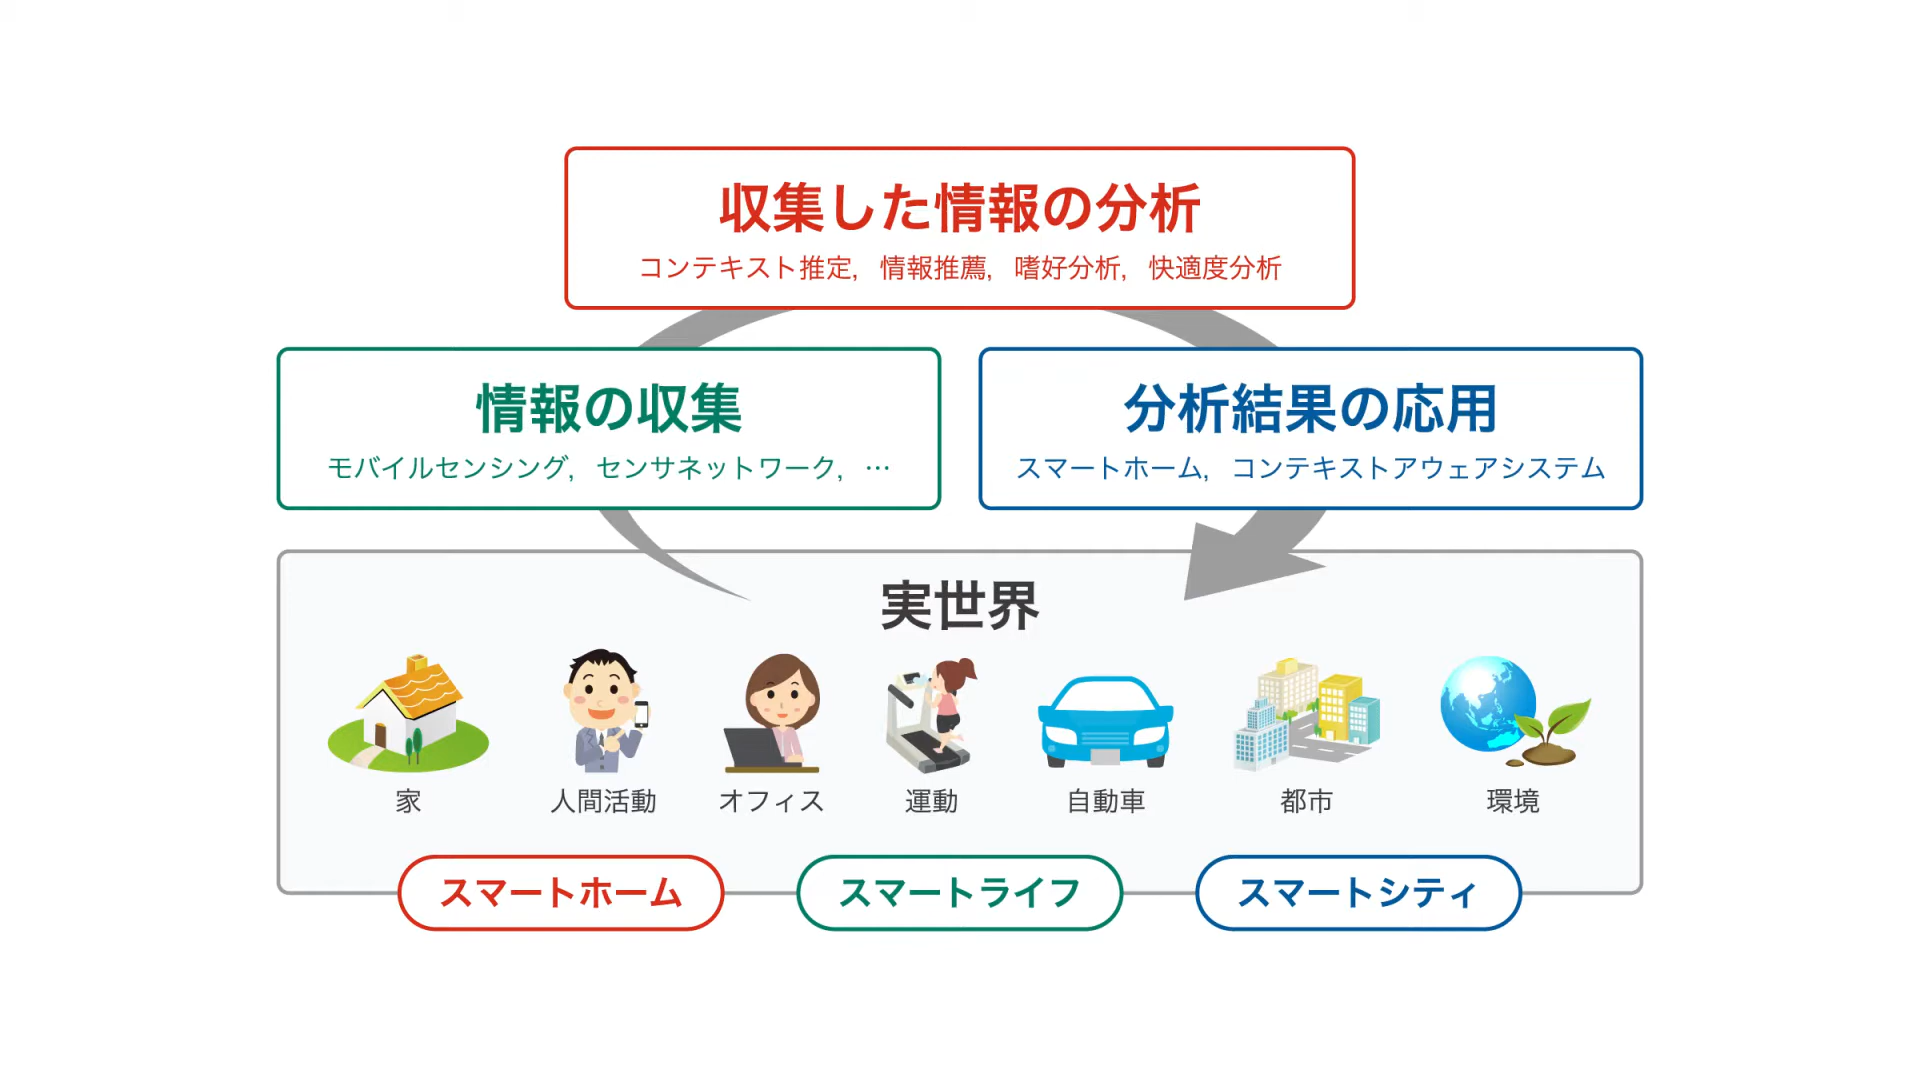 収集した情報の分析
コンテキスト推定，情報推薦，嗜好分析，快適度分析
情報の収集
モバイルセンシング，センサネットワーク，…
分析結果の応用
スマートホーム，コンテキストアウェアシステム
実世界
家
人間活動
オフィス
運動
自動車
都市
環境
スマートホーム
スマートライフ
スマートシティ